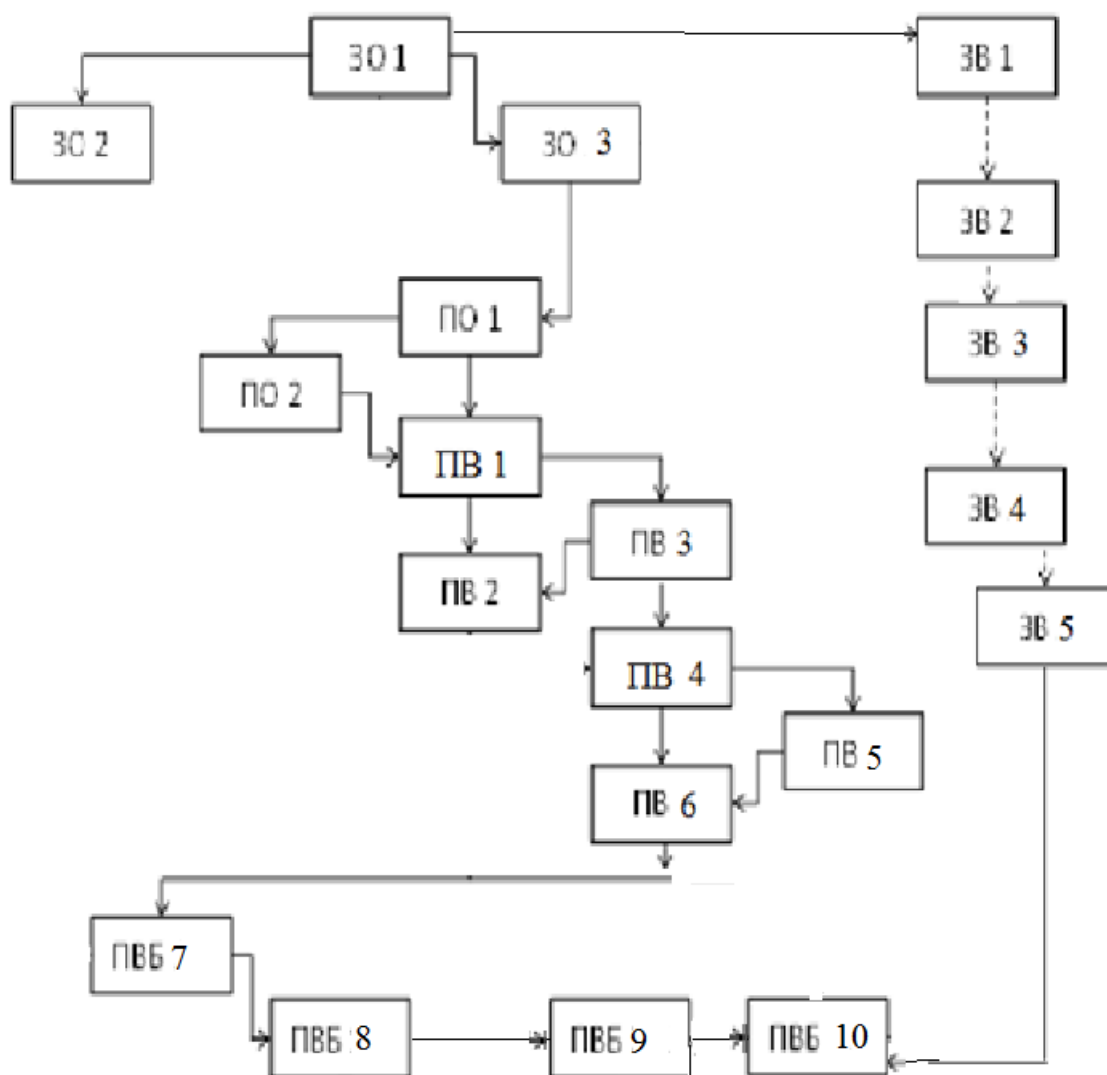 ЗО 1
ЗВ 1
ЗО 2
ЗО 3
ЗВ 2
ПО 1
ЗВ 3
ПО 2
ПВ 1
ЗВ 4
ПВ 3
ПВ 2
ЗВ 5
ПВ 4
ПВ 5
ПВ 6
ПВБ 7
ПВБ 8
ПВБ 9
ПВБ 10